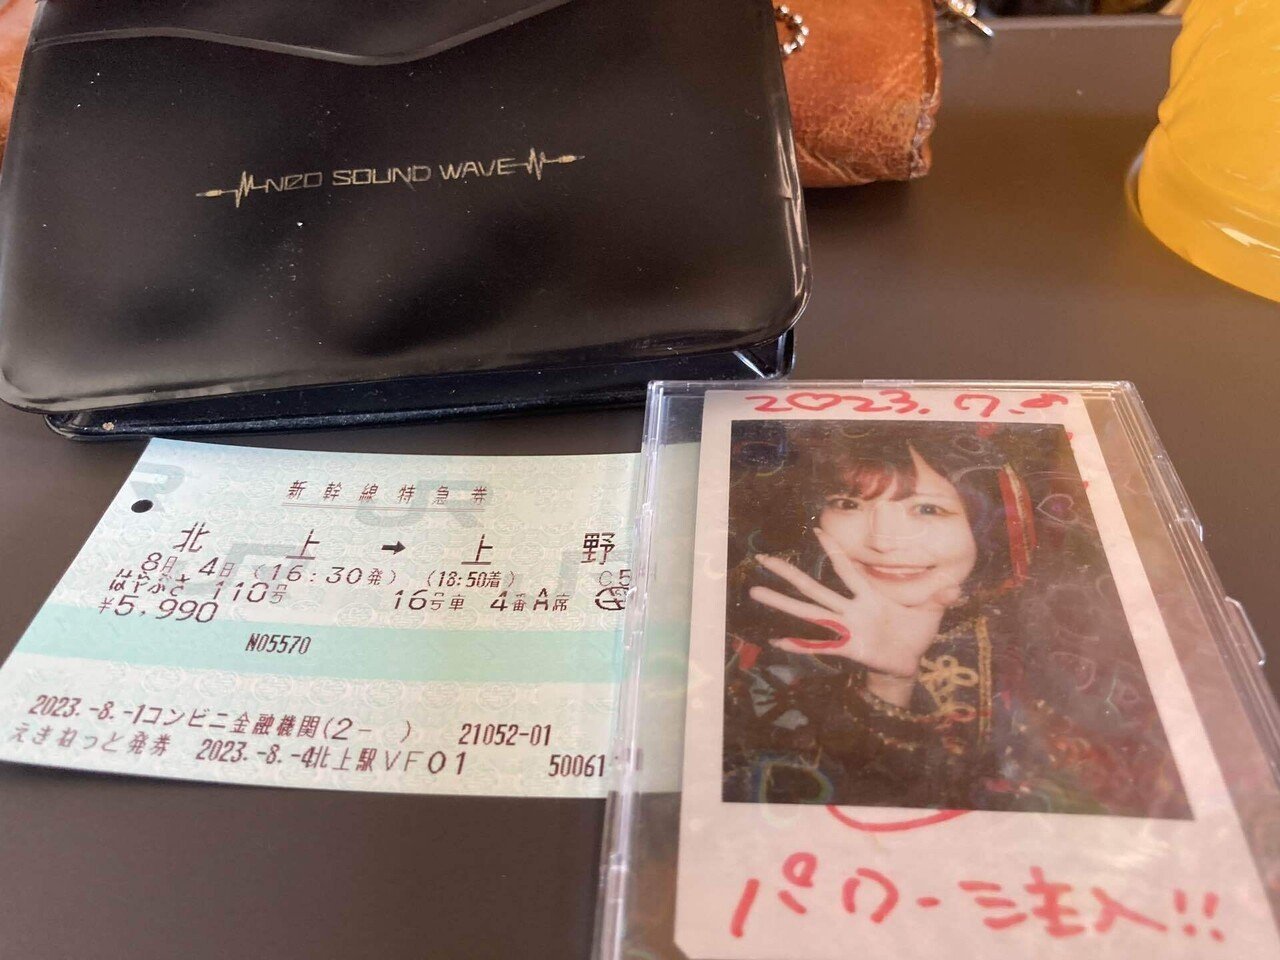 NEO SOUND WAVE
新幹線特急券
北上 → 上野
8月 4日 (16:30発) (18:50着) C5
はやぶさ 110号 16号車 4番A席
¥5,990
N05570
2023.-8.-1コンビニ金融機関(2- ) 21052-01
えきねっと発券 2023.-8.-4北上駅VF01 50061
2♡23.7.8
パワー注入!!